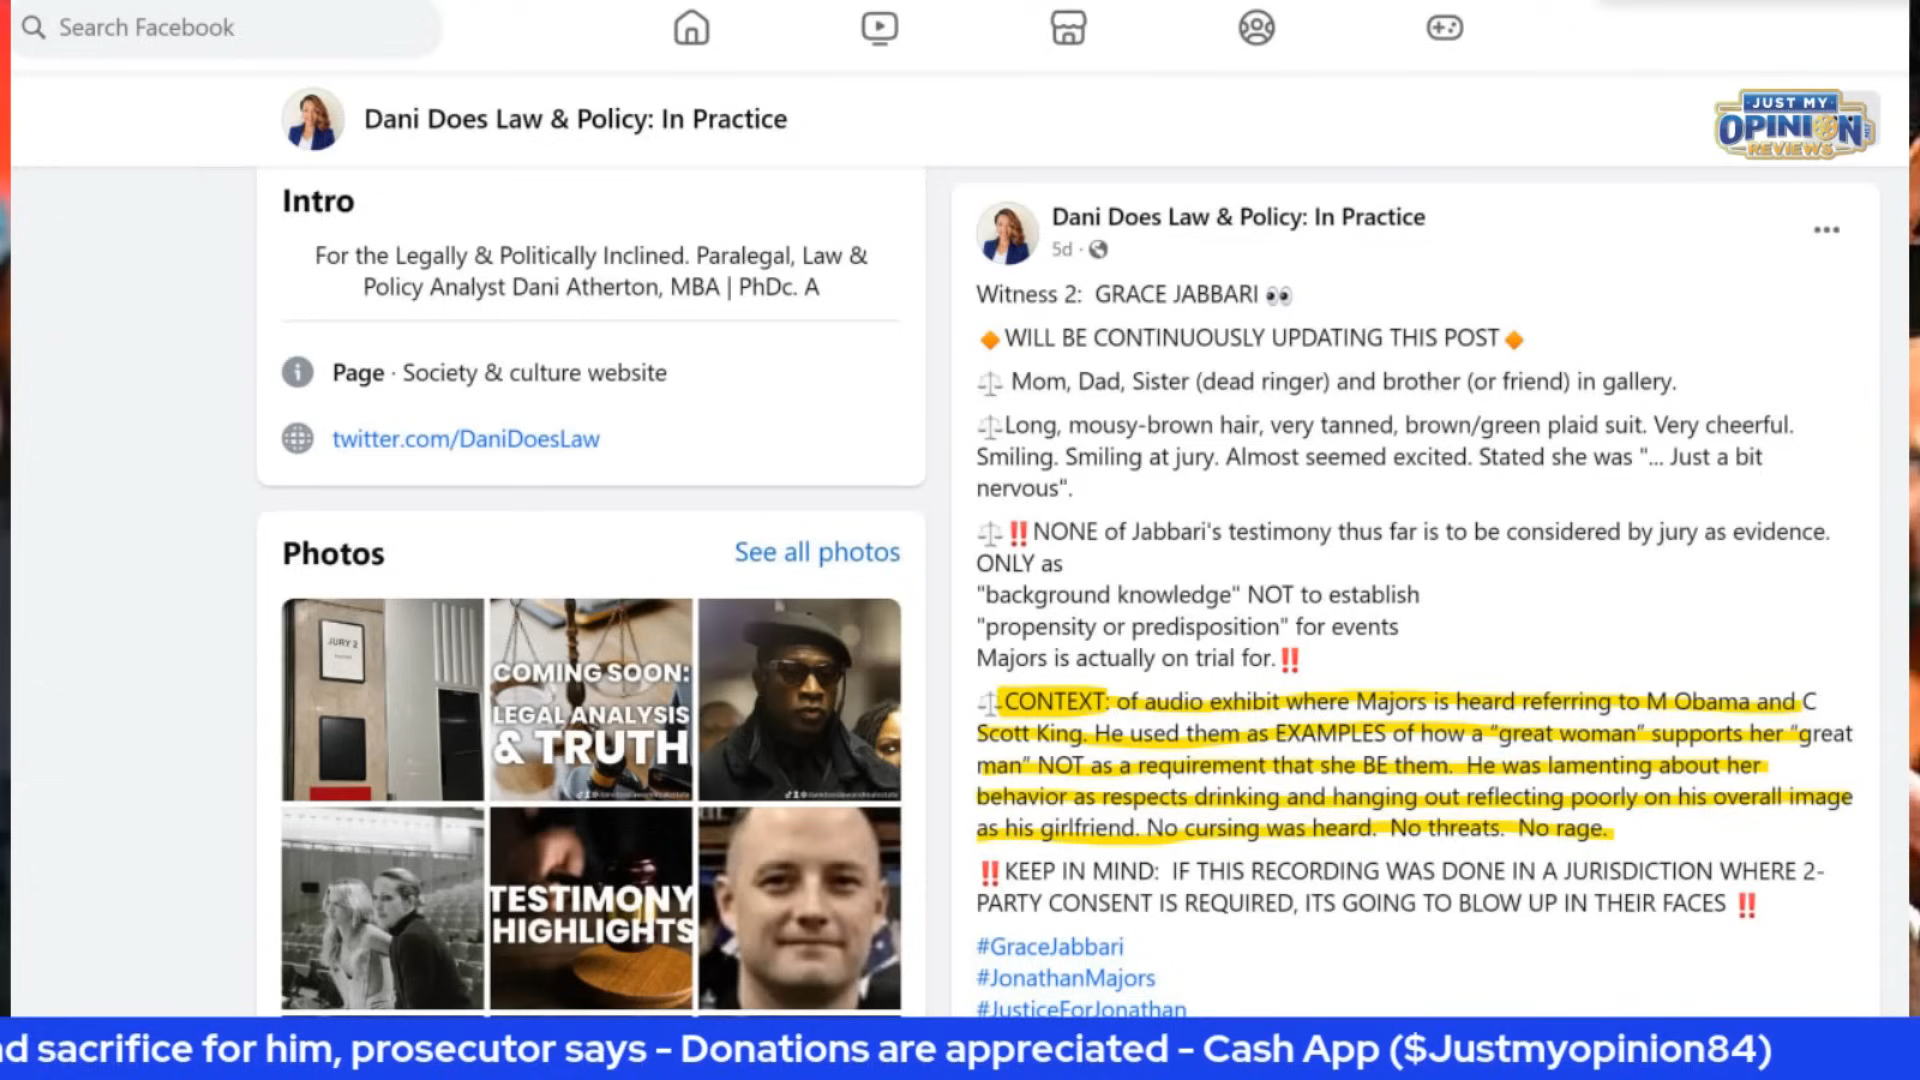 Search Facebook
Dani Does Law & Policy: In Practice
JUST MY
OPINION
REVIEWS
Intro
For the Legally & Politically Inclined. Paralegal, Law &
Policy Analyst Dani Atherton, MBA | PhDc. A
Page · Society & culture website
twitter.com/DaniDoesLaw
Photos
See all photos
JURY 2
COMING SOON:
LEGAL ANALYSIS
& TRUTH
TESTIMONY
HIGHLIGHTS
Dani Does Law & Policy: In Practice
5d ·
Witness 2: GRACE JABBARI 👀
🔸WILL BE CONTINUOUSLY UPDATING THIS POST🔸
⚖️ Mom, Dad, Sister (dead ringer) and brother (or friend) in gallery.
⚖️Long, mousy-brown hair, very tanned, brown/green plaid suit. Very cheerful.
Smiling. Smiling at jury. Almost seemed excited. Stated she was "... Just a bit
nervous".
⚖️‼️NONE of Jabbari's testimony thus far is to be considered by jury as evidence.
ONLY as
"background knowledge" NOT to establish
"propensity or predisposition" for events
Majors is actually on trial for.‼️
⚖️CONTEXT: of audio exhibit where Majors is heard referring to M Obama and C
Scott King. He used them as EXAMPLES of how a “great woman” supports her “great
man” NOT as a requirement that she BE them. He was lamenting about her
behavior as respects drinking and hanging out reflecting poorly on his overall image
as his girlfriend. No cursing was heard. No threats. No rage.
‼️KEEP IN MIND: IF THIS RECORDING WAS DONE IN A JURISDICTION WHERE 2-
PARTY CONSENT IS REQUIRED, ITS GOING TO BLOW UP IN THEIR FACES ‼️
#GraceJabbari
#JonathanMajors
#JusticeForJonathan
d sacrifice for him, prosecutor says - Donations are appreciated - Cash App ($Justmyopinion84)